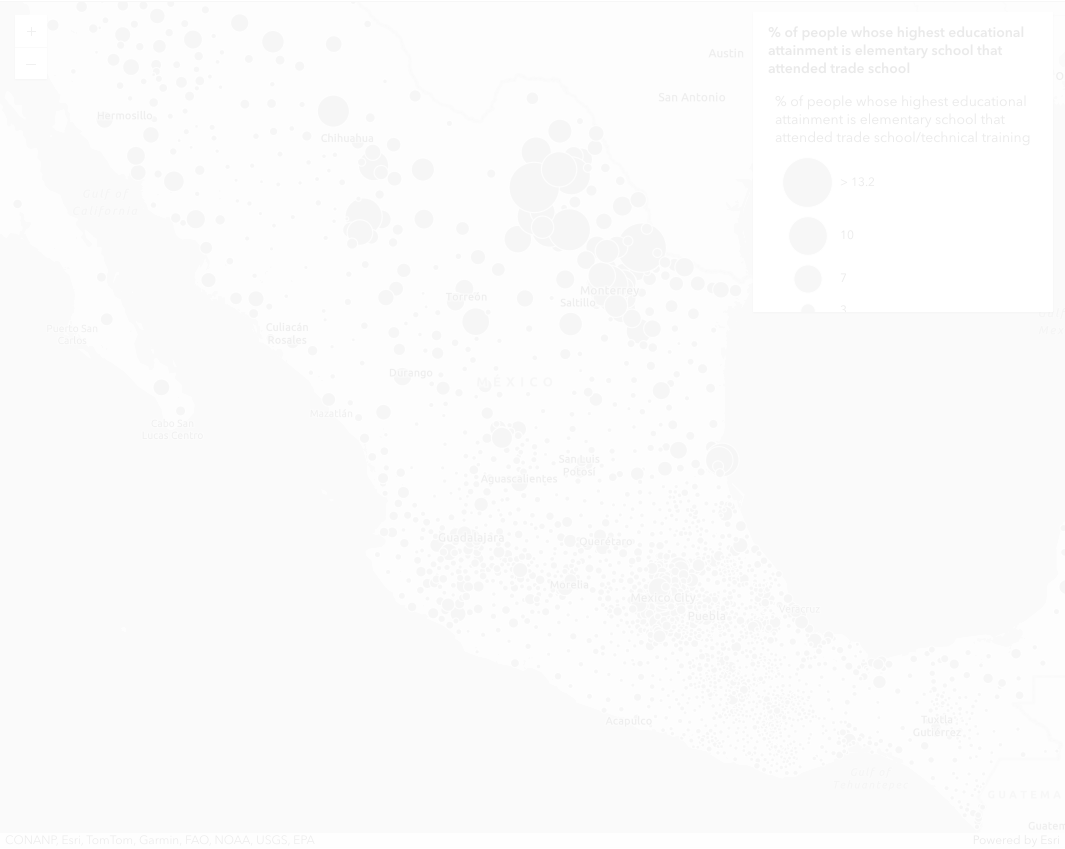 +
−
% of people whose highest educational
attainment is elementary school that
attended trade school
% of people whose highest educational
attainment is elementary school that
attended trade school/technical training
> 13.2
10
7
3
Austin
San Antonio
Hermosillo
Chihuahua
Gulf of
California
Monterrey
Saltillo
Torreón
Puerto San
Carlos
Culiacán
Rosales
Durango
MÉXICO
Mazatlán
Cabo San
Lucas Centro
San Luis
Potosí
Aguascalientes
Guadalajara
Querétaro
Morelia
Mexico City
Puebla
Veracruz
Acapulco
Tuxtla
Gutiérrez
Gulf of
Tehuantepec
GUATEMA
Guatem
CONANP, Esri, TomTom, Garmin, FAO, NOAA, USGS, EPA
Powered by Esri